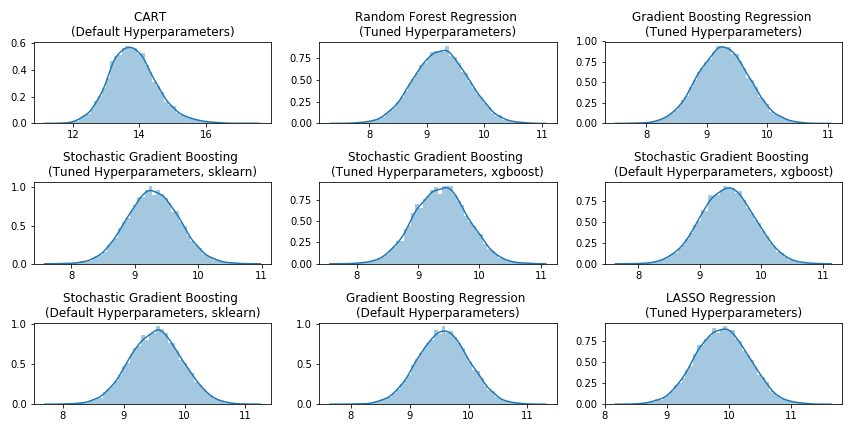 CART
(Default Hyperparameters)
0.6
0.4
0.2
0.0
12 14 16
Random Forest Regression
(Tuned Hyperparameters)
0.75
0.50
0.25
0.00
8 9 10 11
Gradient Boosting Regression
(Tuned Hyperparameters)
1.00
0.75
0.50
0.25
0.00
8 9 10 11
Stochastic Gradient Boosting
(Tuned Hyperparameters, sklearn)
1.0
0.5
0.0
8 9 10 11
Stochastic Gradient Boosting
(Tuned Hyperparameters, xgboost)
0.75
0.50
0.25
0.00
8 9 10 11
Stochastic Gradient Boosting
(Default Hyperparameters, xgboost)
0.75
0.50
0.25
0.00
8 9 10 11
Stochastic Gradient Boosting
(Default Hyperparameters, sklearn)
1.0
0.5
0.0
8 9 10 11
Gradient Boosting Regression
(Default Hyperparameters)
1.0
0.5
0.0
8 9 10 11
LASSO Regression
(Tuned Hyperparameters)
0.75
0.50
0.25
0.00
8 9 10 11